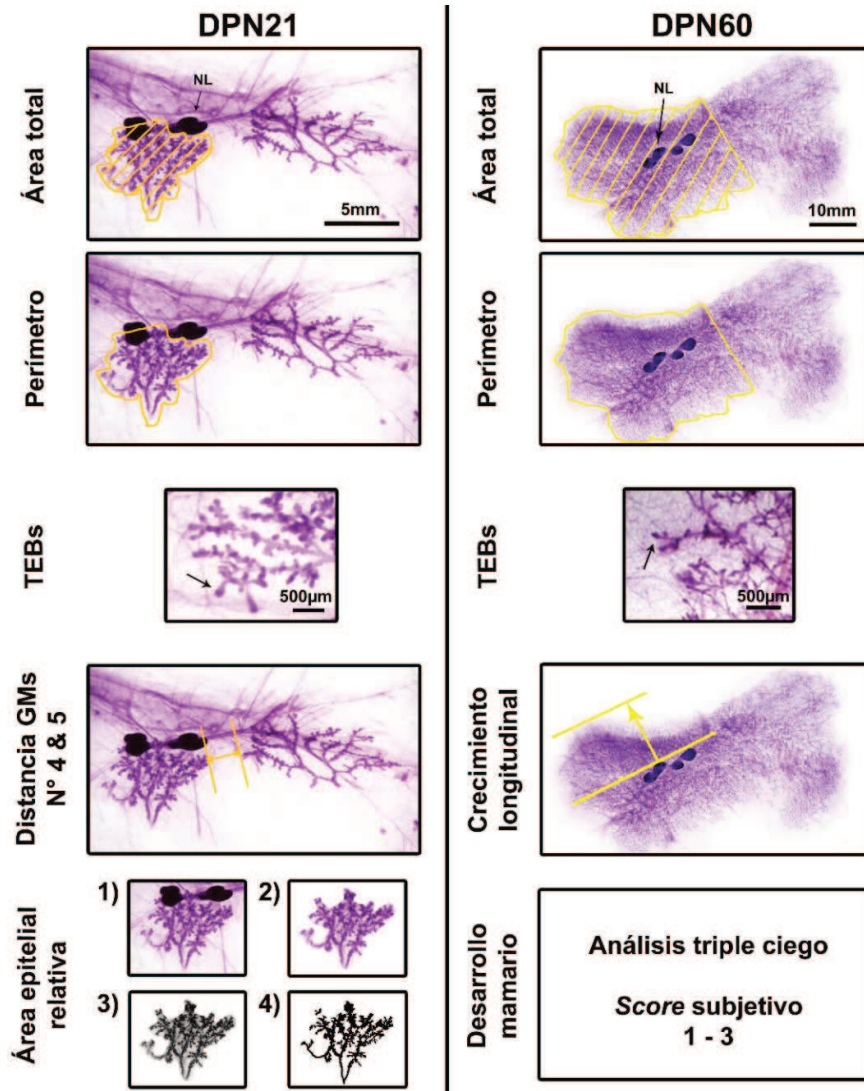 DPN21
DPN60
Área total
NL
5mm
Área total
NL
10mm
Perímetro
Perímetro
TEBs
500µm
TEBs
500µm
Distancia GMs
N° 4 & 5
Crecimiento
longitudinal
Área epitelial
relativa
1)
2)
3)
4)
Desarrollo
mamario
Análisis triple ciego
Score subjetivo
1 - 3